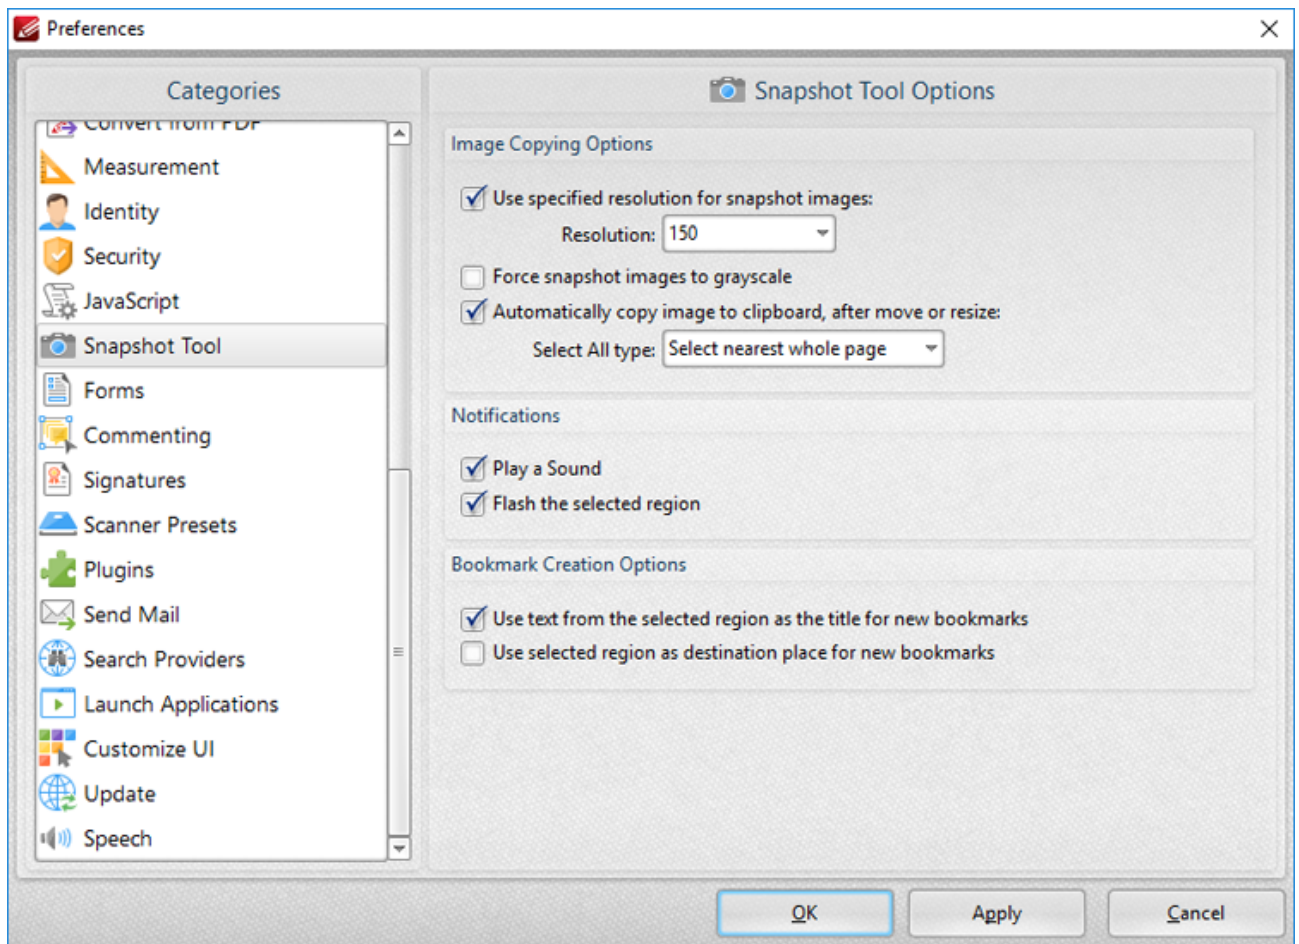 Preferences
Categories
Convert from PDF
Measurement
Identity
Security
JavaScript
Snapshot Tool
Forms
Commenting
Signatures
Scanner Presets
Plugins
Send Mail
Search Providers
Launch Applications
Customize UI
Update
Speech
Snapshot Tool Options
Image Copying Options
Use specified resolution for snapshot images:
Resolution: 150
Force snapshot images to grayscale
Automatically copy image to clipboard, after move or resize:
Select All type: Select nearest whole page
Notifications
Play a Sound
Flash the selected region
Bookmark Creation Options
Use text from the selected region as the title for new bookmarks
Use selected region as destination place for new bookmarks
OK Apply Cancel